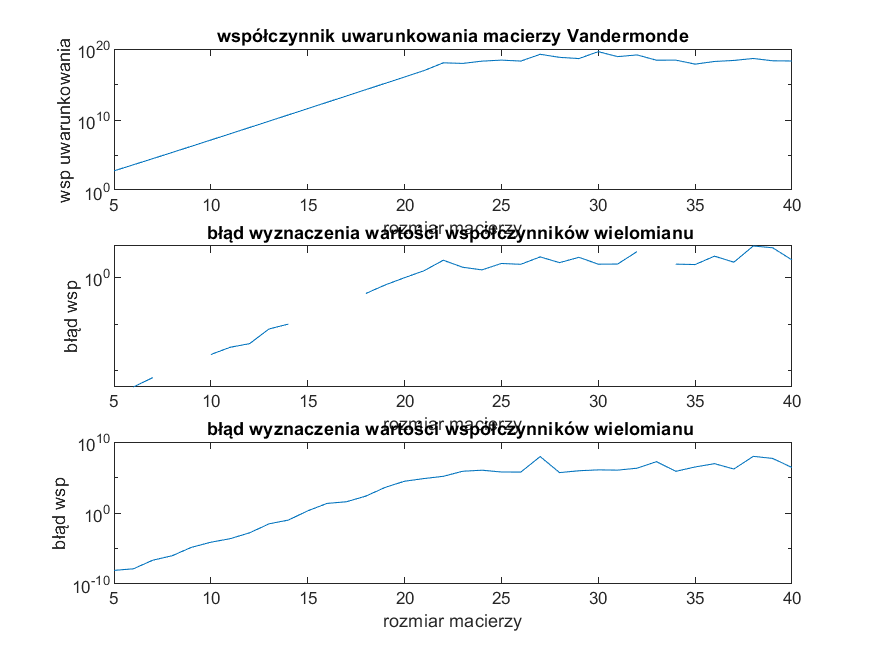 współczynnik uwarunkowania macierzy Vandermonde
wsp uwarunkowania
10^20
10^10
10^0
5 10 15 20 25 30 35 40
rozmiar macierzy
błąd wyznaczenia wartości współczynników wielomianu
błąd wsp
10^0
5 10 15 20 25 30 35 40
rozmiar macierzy
błąd wyznaczenia wartości współczynników wielomianu
błąd wsp
10^10
10^0
10^-10
5 10 15 20 25 30 35 40
rozmiar macierzy